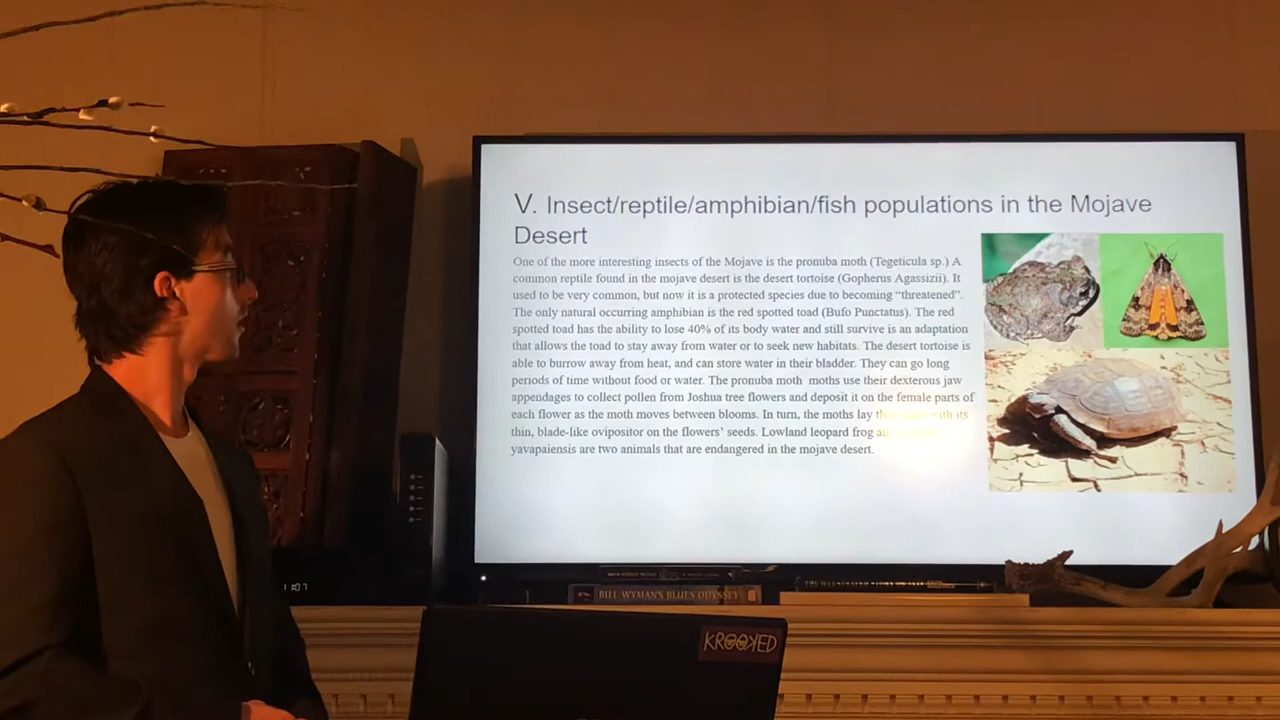 V. Insect/reptile/amphibian/fish populations in the Mojave
Desert
One of the more interesting insects of the Mojave is the pronuba moth (Tegeticula sp.) A
common reptile found in the mojave desert is the desert tortoise (Gopherus Agassizii). It
used to be very common, but now it is a protected species due to becoming “threatened”.
The only natural occurring amphibian is the red spotted toad (Bufo Punctatus). The red
spotted toad has the ability to lose 40% of its body water and still survive is an adaptation
that allows the toad to stay away from water or to seek new habitats. The desert tortoise is
able to burrow away from heat, and can store water in their bladder. They can go long
periods of time without food or water. The pronuba moth moths use their dexterous jaw
appendages to collect pollen from Joshua tree flowers and deposit it on the female parts of
each flower as the moth moves between blooms. In turn, the moths lay with its
thin, blade-like ovipositor on the flowers’ seeds. Lowland leopard frog
yavapaiensis are two animals that are endangered in the mojave desert.
1:07
BILL WYMAN'S BLUES ODYSSEY
KROOKED